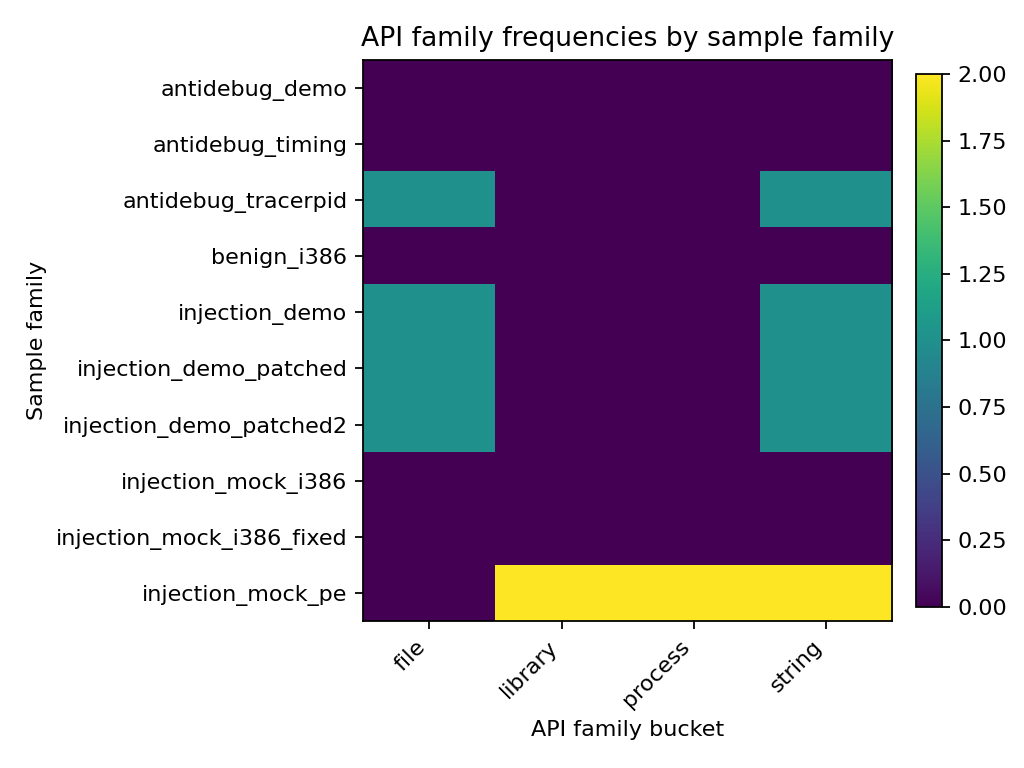 API family frequencies by sample family
Sample family
antidebug_demo
antidebug_timing
antidebug_tracerpid
benign_i386
injection_demo
injection_demo_patched
injection_demo_patched2
injection_mock_i386
injection_mock_i386_fixed
injection_mock_pe
file
library
process
string
API family bucket
2.00
1.75
1.50
1.25
1.00
0.75
0.50
0.25
0.00